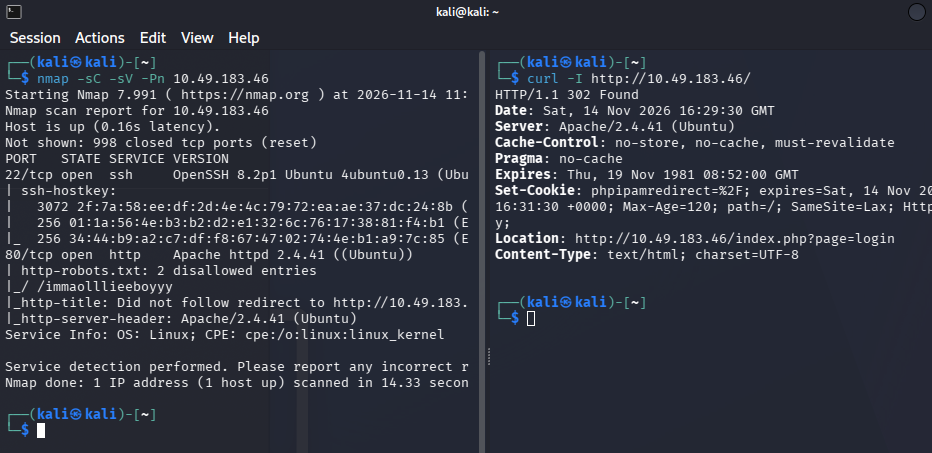 kali@kali: ~
Session Actions Edit View Help
┌──(kali㉿kali)-[~]
└─$ nmap -sC -sV -Pn 10.49.183.46
Starting Nmap 7.991 ( https://nmap.org ) at 2026-11-14 11:
Nmap scan report for 10.49.183.46
Host is up (0.16s latency).
Not shown: 998 closed tcp ports (reset)
PORT   STATE SERVICE VERSION
22/tcp open  ssh     OpenSSH 8.2p1 Ubuntu 4ubuntu0.13 (Ubu
| ssh-hostkey:
|   3072 2f:7a:58:ee:df:2d:4e:4c:79:72:ea:ae:37:dc:24:8b (
|   256 01:1a:56:4e:b3:b2:d2:e1:32:6c:76:17:38:81:f4:b1 (E
|_  256 34:44:b9:a2:c7:df:f8:67:47:02:74:4e:b1:a9:7c:85 (E
80/tcp open  http    Apache httpd 2.4.41 ((Ubuntu))
| http-robots.txt: 2 disallowed entries
|_/ /immaolllieeboyyy
|_http-title: Did not follow redirect to http://10.49.183.
|_http-server-header: Apache/2.4.41 (Ubuntu)
Service Info: OS: Linux; CPE: cpe:/o:linux:linux_kernel
Service detection performed. Please report any incorrect r
Nmap done: 1 IP address (1 host up) scanned in 14.33 secon
┌──(kali㉿kali)-[~]
└─$
┌──(kali㉿kali)-[~]
└─$ curl -I http://10.49.183.46/
HTTP/1.1 302 Found
Date: Sat, 14 Nov 2026 16:29:30 GMT
Server: Apache/2.4.41 (Ubuntu)
Cache-Control: no-store, no-cache, must-revalidate
Pragma: no-cache
Expires: Thu, 19 Nov 1981 08:52:00 GMT
Set-Cookie: phpipamredirect=%2F; expires=Sat, 14 Nov 20
16:31:30 +0000; Max-Age=120; path=/; SameSite=Lax; Http
y;
Location: http://10.49.183.46/index.php?page=login
Content-Type: text/html; charset=UTF-8
┌──(kali㉿kali)-[~]
└─$